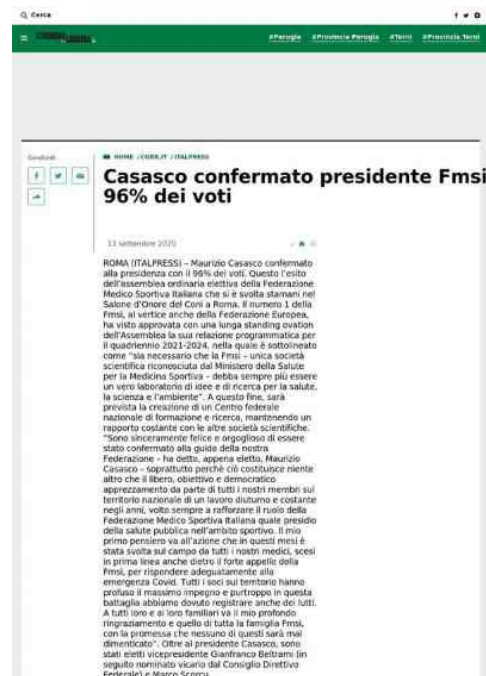 Cerca
#Perugia #Provincia Perugia #Terni #Provincia Terni
Condividi
HOME /CORR.IT /ITALPRESS
Casasco confermato presidente Fmsi
96% dei voti
11 settembre 2020
ROMA (ITALPRESS) – Maurizio Casasco confermato
alla presidenza con il 96% dei voti. Questo l'esito
dell'assemblea ordinaria elettiva della Federazione
Medico Sportiva Italiana che si è svolta stamani nel
Salone d'Onore del Coni a Roma. Il numero 1 della
Fmsi, al vertice anche della Federazione Europea,
ha visto approvata con una lunga standing ovation
dell'Assemblea la sua relazione programmatica per
il quadriennio 2021-2024, nella quale è sottolineato
come "sia necessario che la Fmsi – unica società
scientifica riconosciuta dal Ministero della Salute
per la Medicina Sportiva – debba sempre più essere
un vero laboratorio di idee e di ricerca per la salute,
la scienza e l'ambiente". A questo fine, sarà
prevista la creazione di un Centro federale
nazionale di formazione e ricerca, mantenendo un
rapporto costante con le altre società scientifiche.
"Sono sinceramente felice e orgoglioso di essere
stato confermato alla guida della nostra
Federazione – ha detto, appena eletto, Maurizio
Casasco – soprattutto perchè ciò costituisce niente
altro che il libero, obiettivo e democratico
apprezzamento da parte di tutti i nostri membri sul
territorio nazionale di un lavoro diuturno e costante
negli anni, volto sempre a rafforzare il ruolo della
Federazione Medico Sportiva Italiana quale presidio
della salute pubblica nell'ambito sportivo. Il mio
primo pensiero va all'azione che in questi mesi è
stata svolta sul campo da tutti i nostri medici, scesi
in prima linea anche dietro il forte appello della
Fmsi, per rispondere adeguatamente alla
emergenza Covid. Tutti i soci sul territorio hanno
profuso il massimo impegno e purtroppo in questa
battaglia abbiamo dovuto registrare anche dei lutti.
A tutti loro e ai loro familiari va il mio profondo
ringraziamento e quello di tutta la famiglia Fmsi,
con la promessa che nessuno di questi sarà mai
dimenticato". Oltre al presidente Casasco, sono
stati eletti vicepresidente Gianfranco Beltrami (in
seguito nominato vicario dal Consiglio Direttivo
Federale) e Marco Scorcu